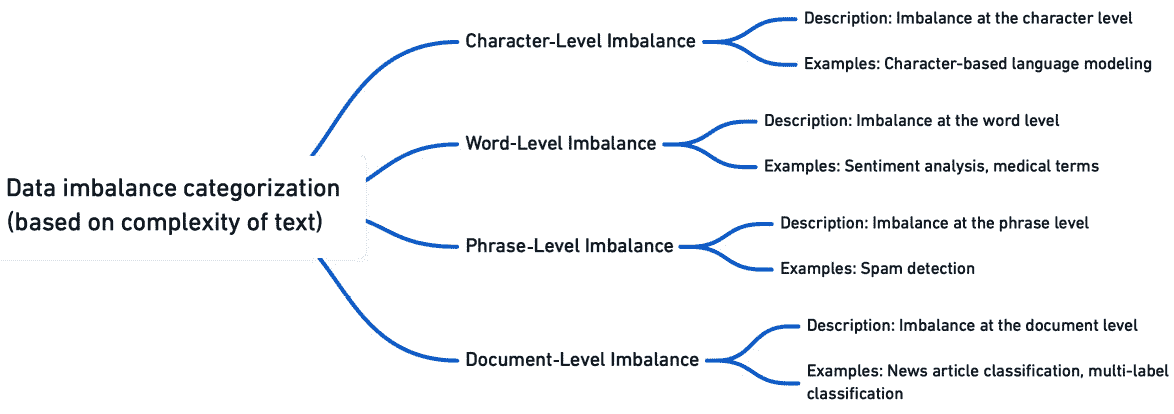 Data imbalance categorization
(based on complexity of text)
Character-Level Imbalance
Description: Imbalance at the character level
Examples: Character-based language modeling
Word-Level Imbalance
Description: Imbalance at the word level
Examples: Sentiment analysis, medical terms
Phrase-Level Imbalance
Description: Imbalance at the phrase level
Examples: Spam detection
Document-Level Imbalance
Description: Imbalance at the document level
Examples: News article classification, multi-label
classification